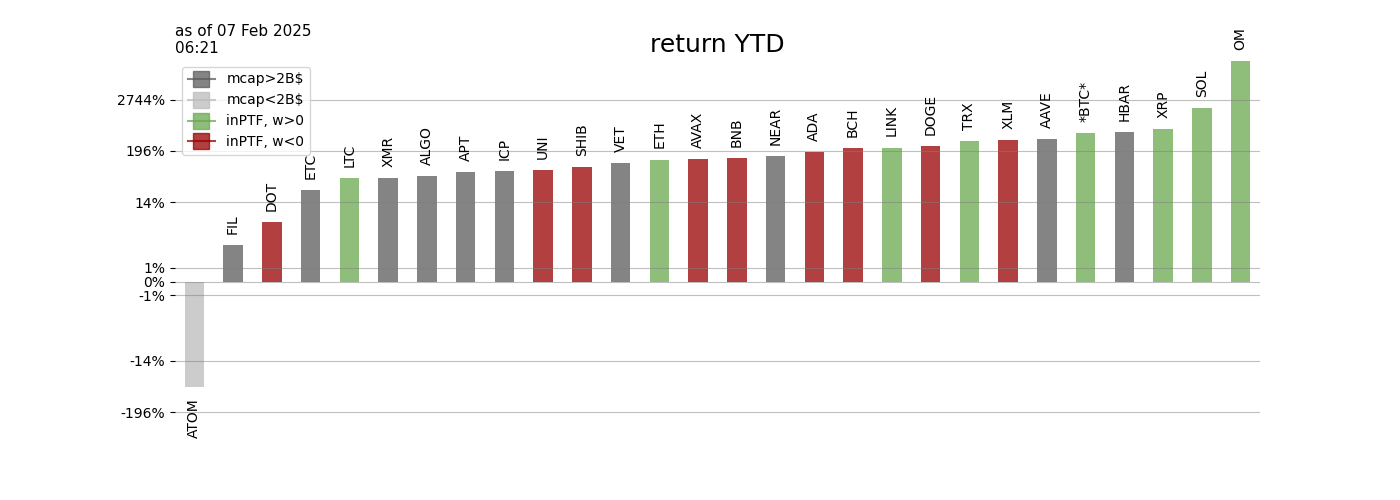 as of 07 Feb 2025
06:21
return YTD
mcap>2B$
mcap<2B$
inPTF, w>0
inPTF, w<0
2744%
196%
14%
1%
0%
-1%
-14%
-196%
ATOM
FIL
DOT
ETC
LTC
XMR
ALGO
APT
ICP
UNI
SHIB
VET
ETH
AVAX
BNB
NEAR
ADA
BCH
LINK
DOGE
TRX
XLM
AAVE
*BTC*
HBAR
XRP
SOL
OM